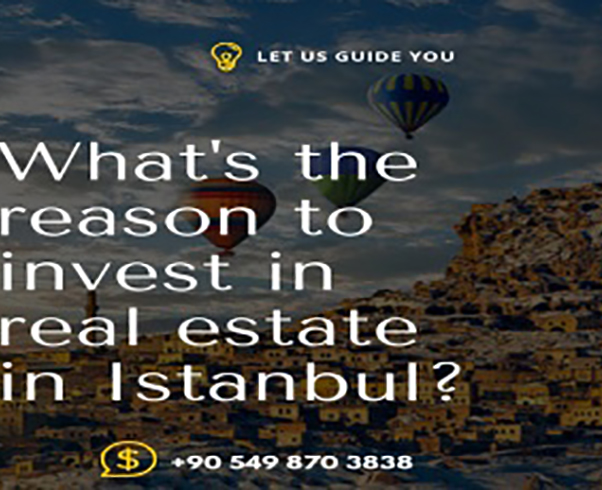 LET US GUIDE YOU
What's the
reason to
invest in
real estate
in Istanbul?
+90 549 870 3838